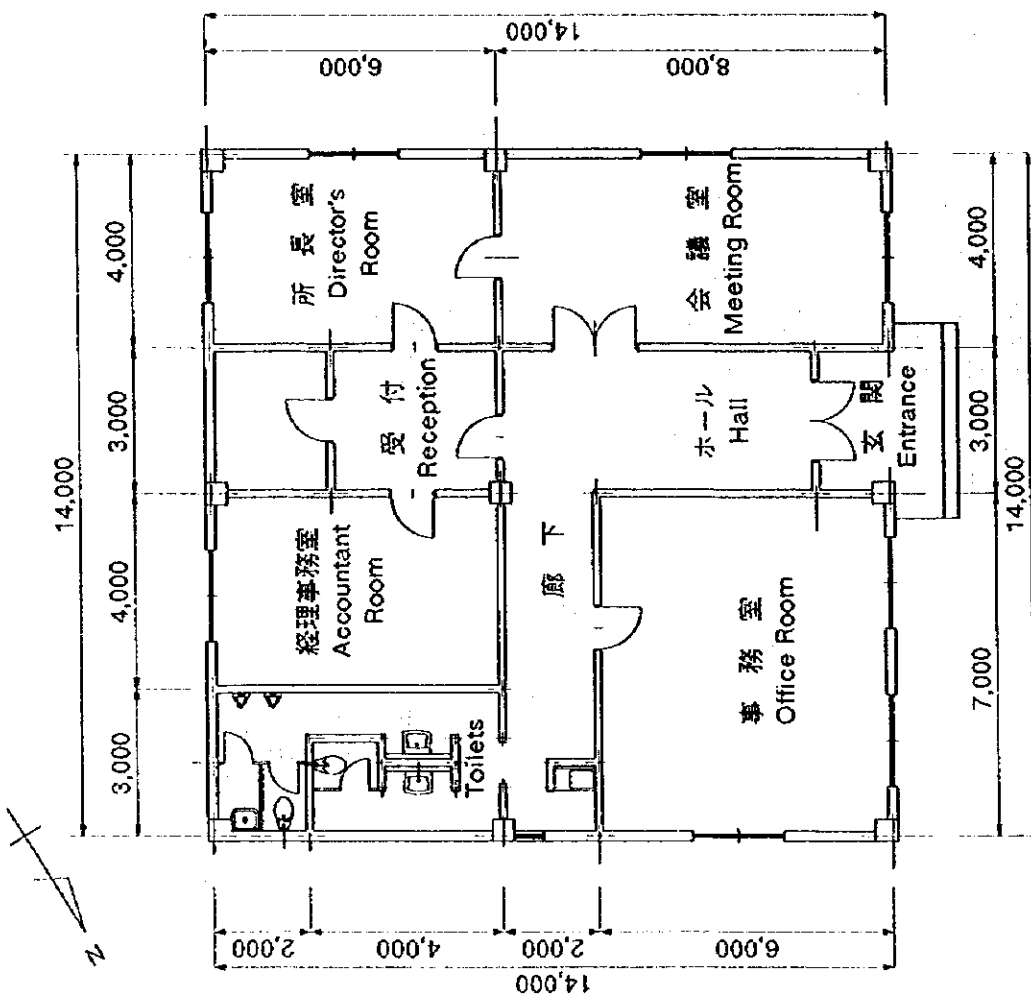 14,000
6,000
8,000
14,000
4,000
3,000
4,000
3,000
所長室
Director's
Room
会議室
Meeting Room
受付
Reception
ホール
Hall
玄関
Entrance
経理事務室
Accountant
Room
廊下
事務室
Office Room
Toilets
4,000
3,000
7,000
14,000
2,000
4,000
2,000
6,000
14,000
N